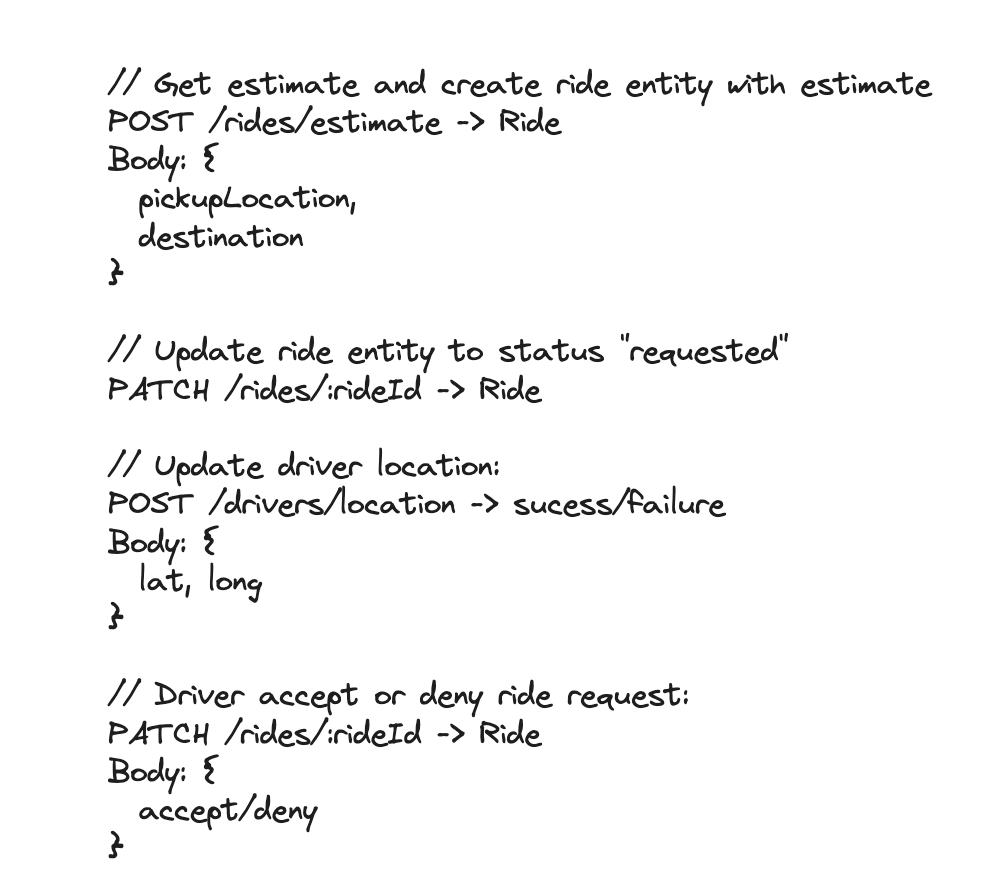 // Get estimate and create ride entity with estimate
POST /rides/estimate -> Ride
Body: {
pickupLocation,
destination
}
// Update ride entity to status "requested"
PATCH /rides/:rideId -> Ride
// Update driver location:
POST /drivers/location -> sucess/failure
Body: {
lat, long
}
// Driver accept or deny ride request:
PATCH /rides/:rideId -> Ride
Body: {
accept/deny
}